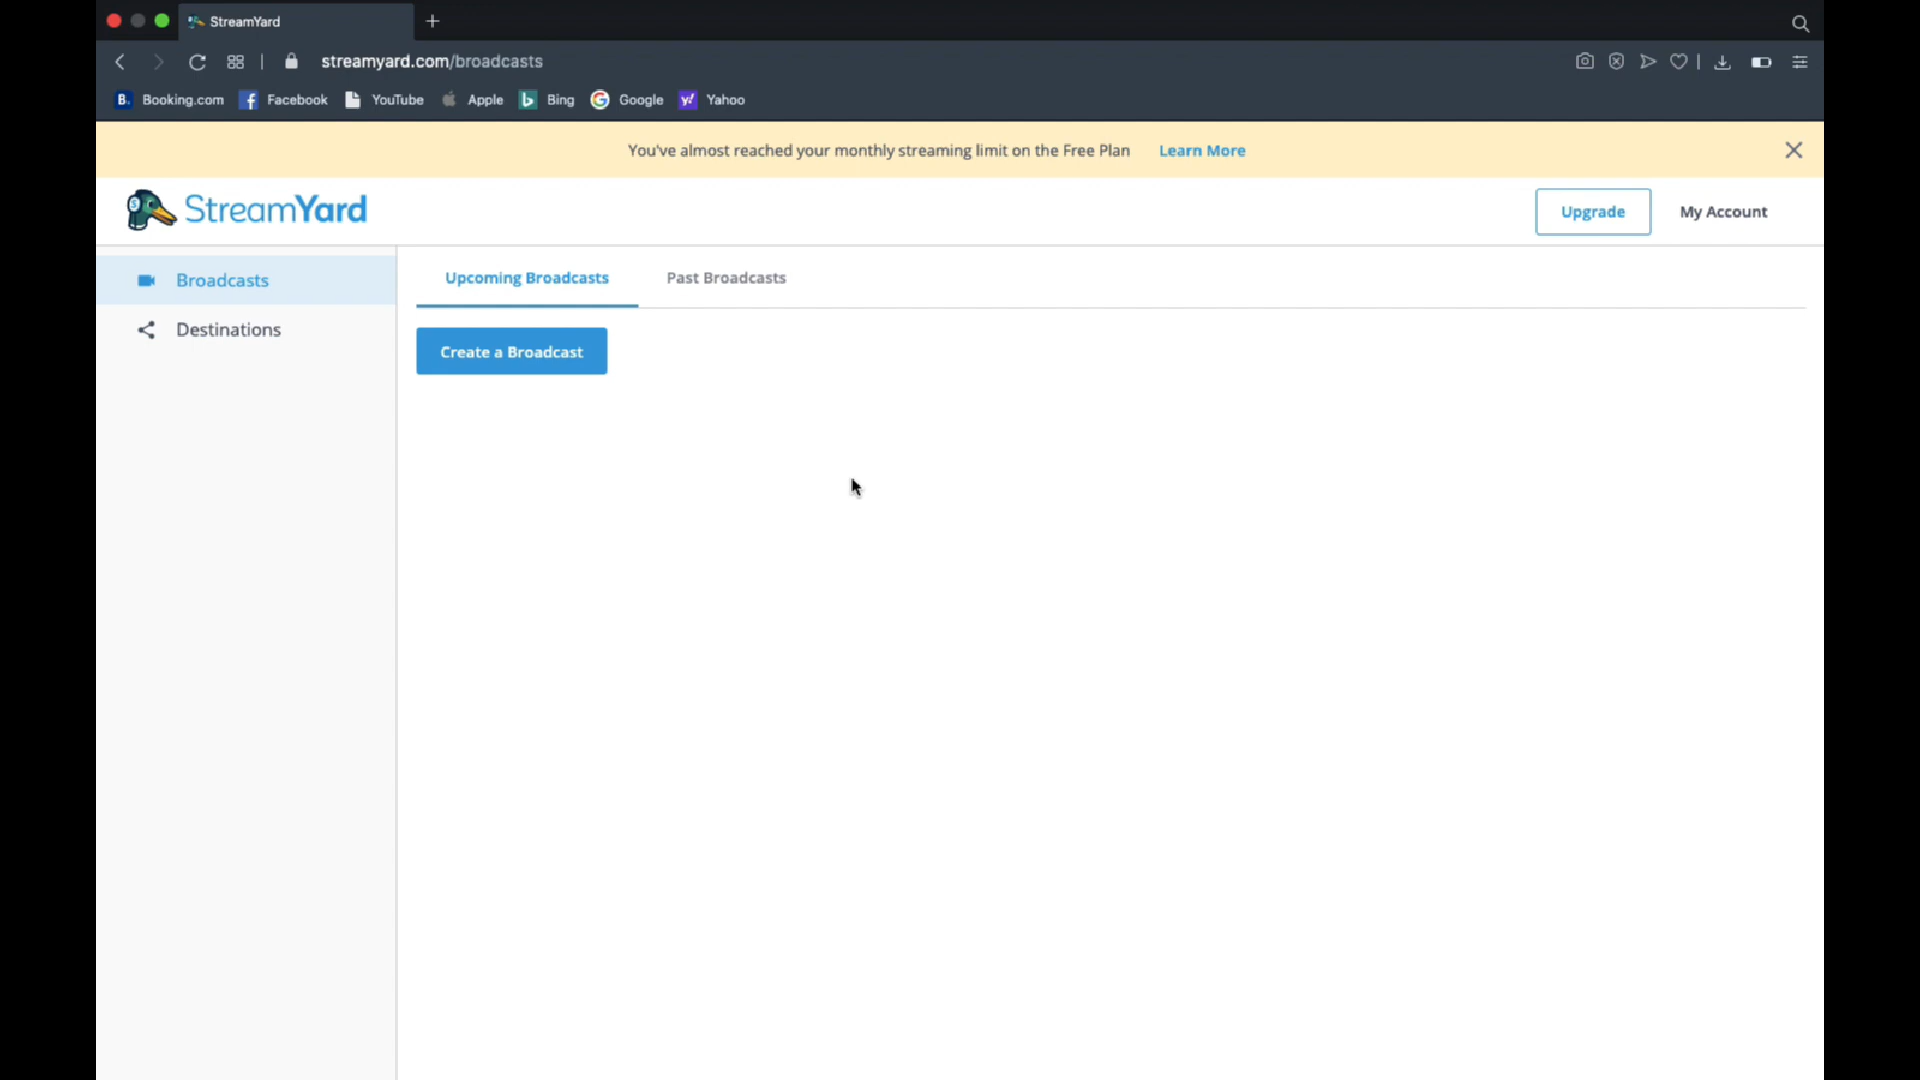 StreamYard
streamyard.com/broadcasts
B. Booking.com Facebook YouTube Apple Bing Google Yahoo
You've almost reached your monthly streaming limit on the Free Plan Learn More
StreamYard
Upgrade My Account
Broadcasts
Destinations
Upcoming Broadcasts Past Broadcasts
Create a Broadcast